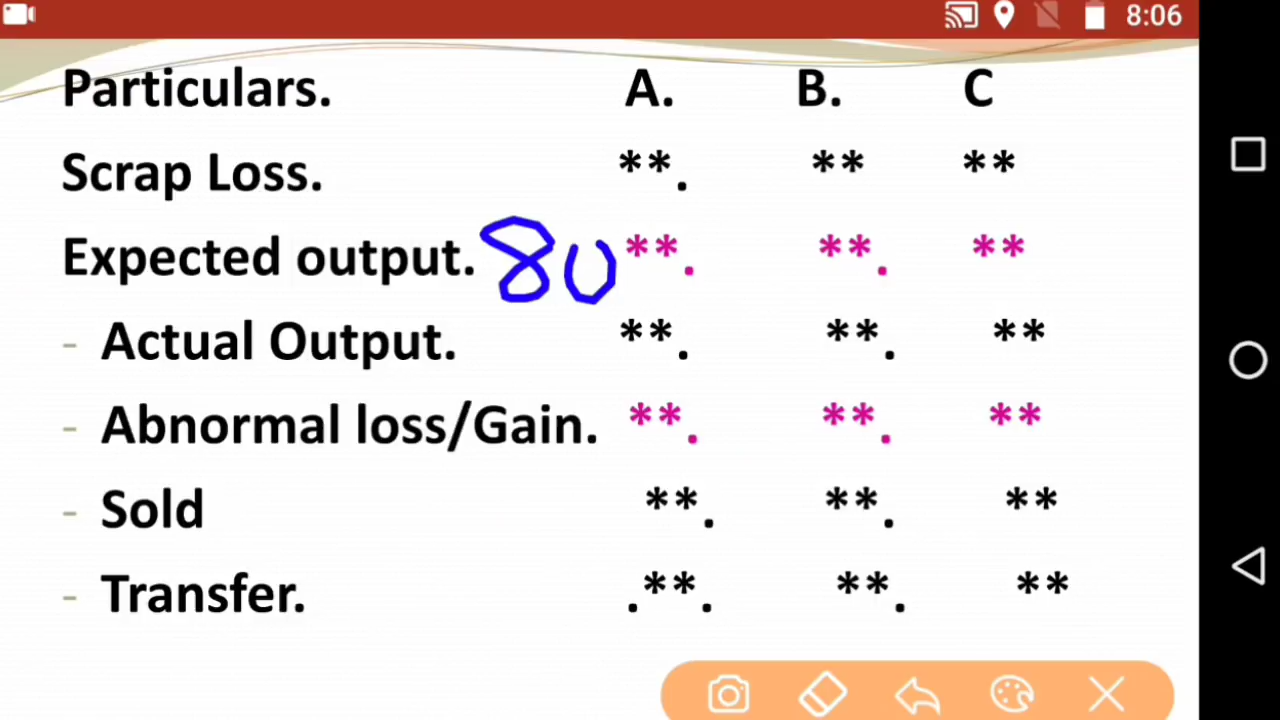 8:06
Particulars. A. B. C
Scrap Loss. **. ** **
Expected output. 80 **. **. **
- Actual Output. **. **. **
- Abnormal loss/Gain. **. **. **
- Sold **. **. **
- Transfer. .**. **. **